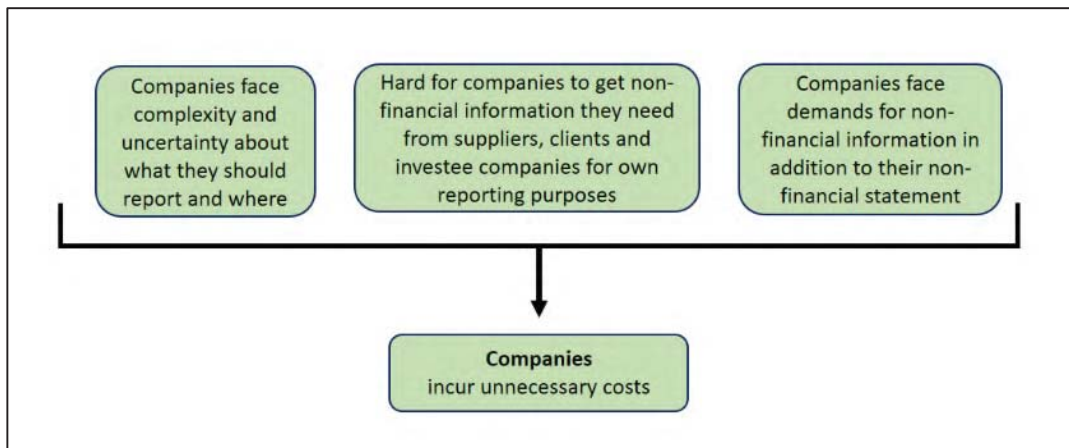 Companies face
complexity and
uncertainty about
what they should
report and where
Hard for companies to get non-
financial information they need
from suppliers, clients and
investee companies for own
reporting purposes
Companies face
demands for non-
financial information in
addition to their non-
financial statement
Companies
incur unnecessary costs